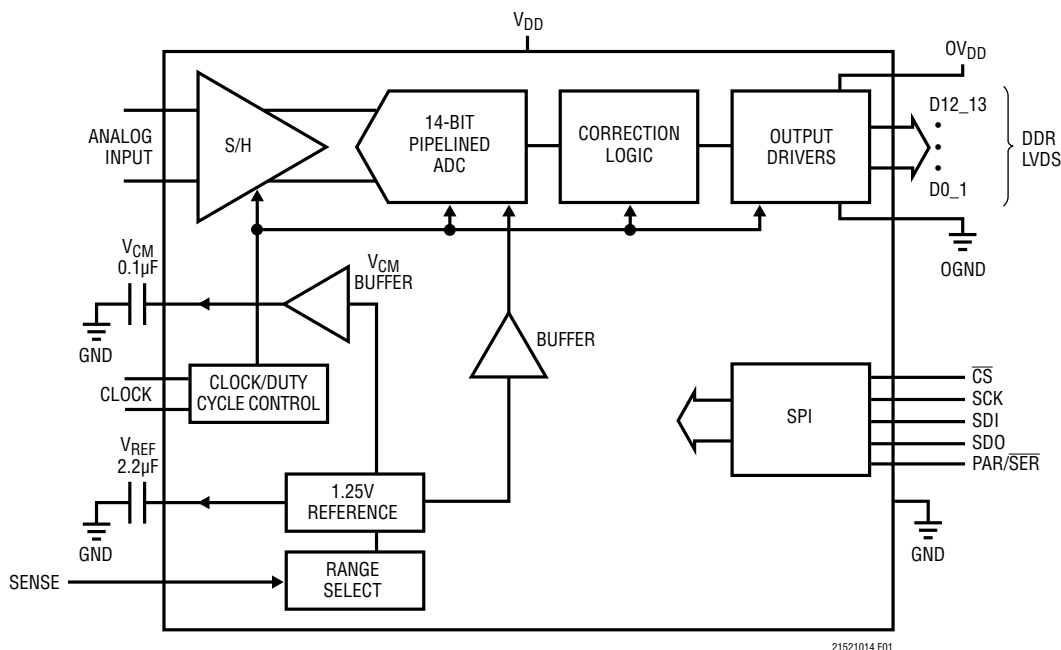 VDD
OVDD
ANALOG
INPUT
S/H
14-BIT
PIPELINED
ADC
CORRECTION
LOGIC
OUTPUT
DRIVERS
D12_13
•
•
•
D0_1
DDR
LVDS
OGND
VCM
0.1µF
GND
VCM
BUFFER
BUFFER
CLOCK
CLOCK/DUTY
CYCLE CONTROL
SPI
CS
SCK
SDI
SDO
PAR/SER
VREF
2.2µF
GND
1.25V
REFERENCE
GND
SENSE
RANGE
SELECT
21521014 F01